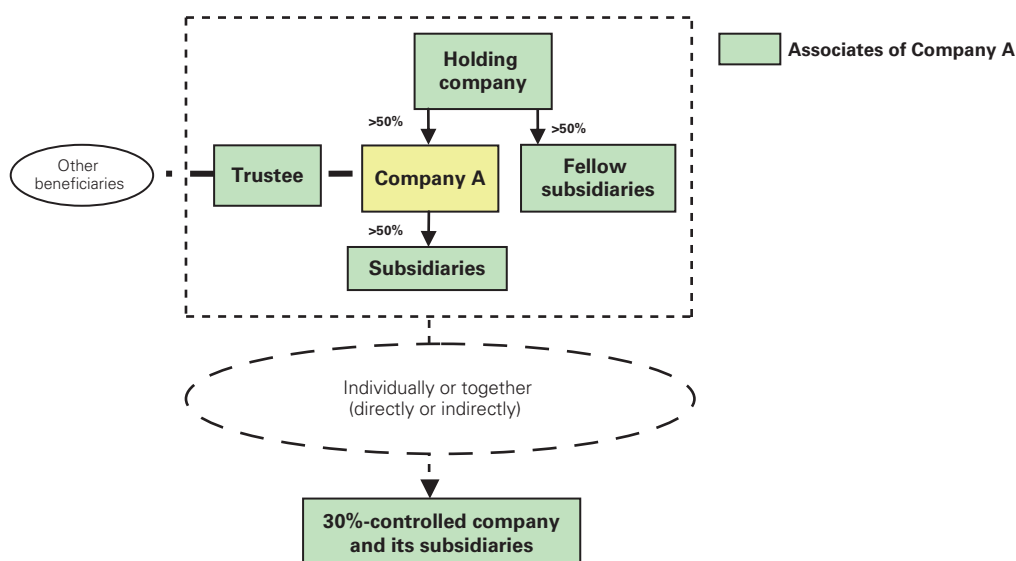 Holding
company
Associates of Company A
>50%
>50%
Other
beneficiaries
Trustee
Company A
Fellow
subsidiaries
>50%
Subsidiaries
Individually or together
(directly or indirectly)
30%-controlled company
and its subsidiaries